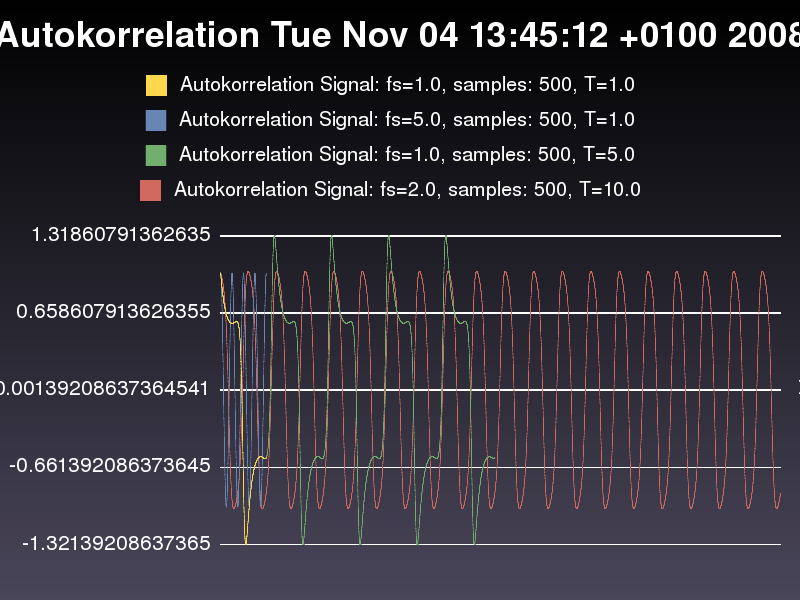 Autokorrelation Tue Nov 04 13:45:12 +0100 2008
Autokorrelation Signal: fs=1.0, samples: 500, T=1.0
Autokorrelation Signal: fs=5.0, samples: 500, T=1.0
Autokorrelation Signal: fs=1.0, samples: 500, T=5.0
Autokorrelation Signal: fs=2.0, samples: 500, T=10.0
1.31860791362635
0.658607913626355
0.00139208637364541
-0.661392086373645
-1.32139208637365